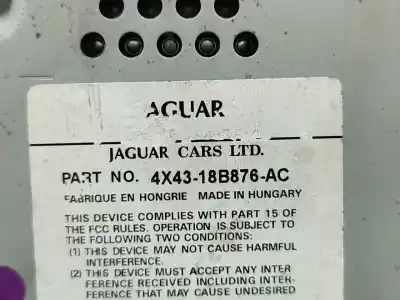 AGUAR
JAGUAR CARS LTD.
PART NO. 4X43-18B876-AC
FABRIQUE EN HONGRIE MADE IN HUNGARY
THIS DEVICE COMPLIES WITH PART 15 OF
THE FCC RULES. OPERATION IS SUBJECT TO
THE FOLLOWING TWO CONDITIONS:
(1) THIS DEVICE MAY NOT CAUSE HARMFUL
INTERFERENCE.
(2) THIS DEVICE MUST ACCEPT ANY INTER
FERENCE RECEIVED INCLUDING INTER-
FERENCE THAT MAY CAUSE UNDESIRED